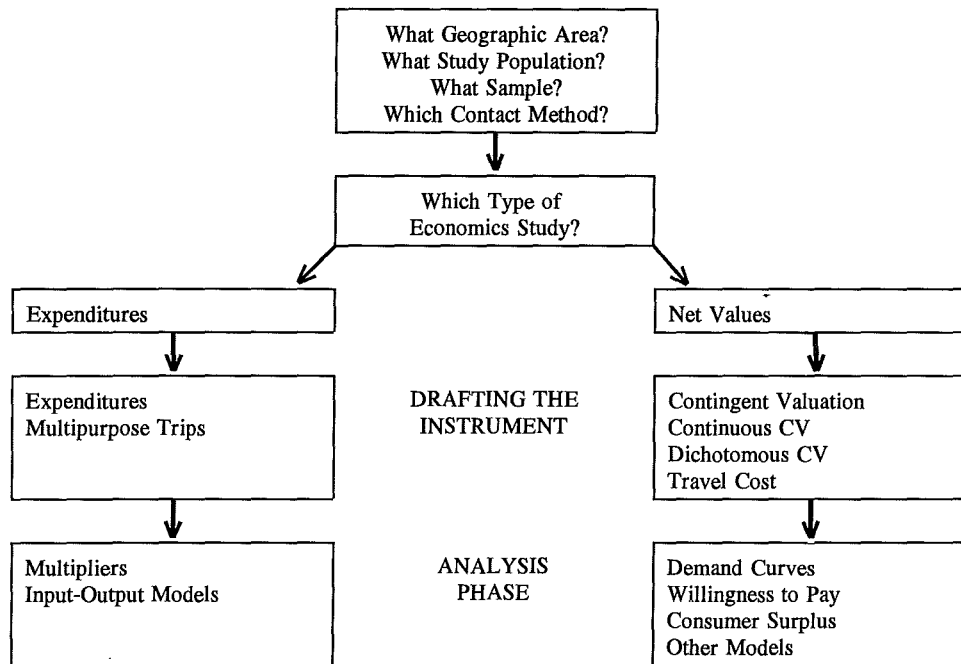 What Geographic Area?
What Study Population?
What Sample?
Which Contact Method?
Which Type of
Economics Study?
Expenditures
Net Values
Expenditures
Multipurpose Trips
DRAFTING THE
INSTRUMENT
Contingent Valuation
Continuous CV
Dichotomous CV
Travel Cost
Multipliers
Input-Output Models
ANALYSIS
PHASE
Demand Curves
Willingness to Pay
Consumer Surplus
Other Models